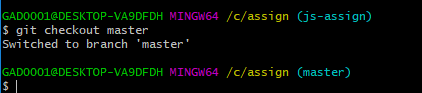 GAD0001@DESKTOP-VA9DFDH MINGW64 /c/assign (js-assign)
$ git checkout master
Switched to branch 'master'
GAD0001@DESKTOP-VA9DFDH MINGW64 /c/assign (master)
$